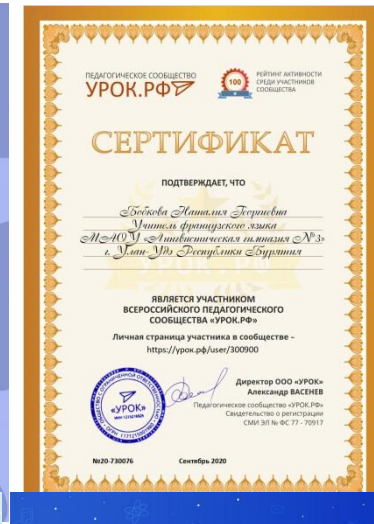 ПЕДАГОГИЧЕСКОЕ СООБЩЕСТВО
УРОК.РФ
100
РЕЙТИНГ АКТИВНОСТИ
СРЕДИ УЧАСТНИКОВ
СООБЩЕСТВА
СЕРТИФИКАТ
ПОДТВЕРЖДАЕТ, ЧТО
Бобкова Наталия Георгиевна
Учитель французского языка
МАОУ «Лингвистическая гимназия №3»
г. Улан-Удэ Республики Бурятия
ЯВЛЯЕТСЯ УЧАСТНИКОМ
ВСЕРОССИЙСКОГО ПЕДАГОГИЧЕСКОГО
СООБЩЕСТВА «УРОК.РФ»
Личная страница участника в сообществе –
https://урок.рф/user/300900
«УРОК»
Директор ООО «УРОК»
Александр ВАСЕНЕВ
Педагогическое сообщество «УРОК.РФ»
Свидетельство о регистрации
СМИ ЭЛ № ФС 77 - 70917
№20-730076
Сентябрь 2020